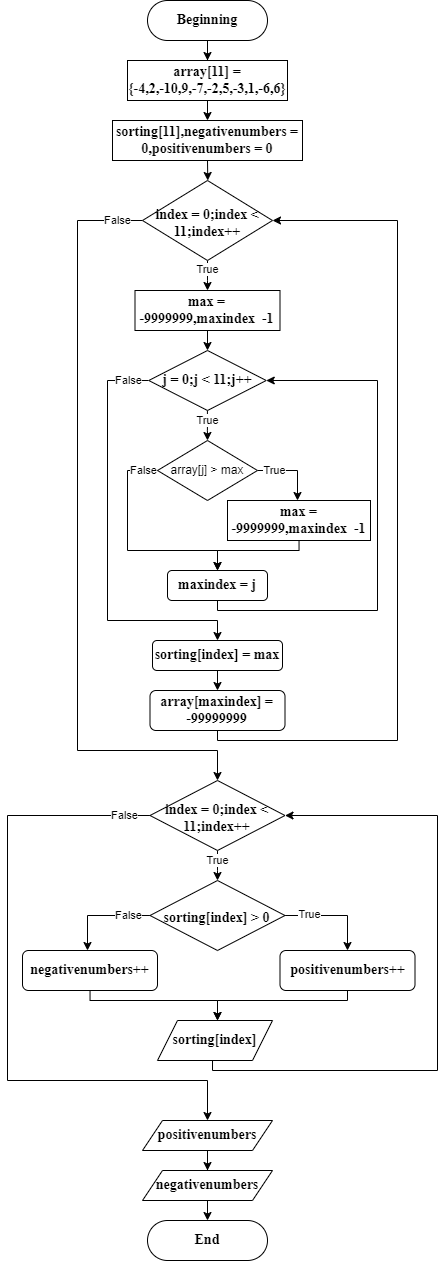 Beginning
array[11] =
{-4,2,-10,9,-7,-2,5,-3,1,-6,6}
sorting[11],negativenumbers =
0,positivenumbers = 0
False
index = 0;index <
11;index++
True
max =
-9999999,maxindex -1
False
j = 0;j < 11;j++
True
False
array[j] > max
True
max =
-9999999,maxindex -1
maxindex = j
sorting[index] = max
array[maxindex] =
-99999999
False
index = 0;index <
11;index++
True
False
sorting[index] > 0
True
negativenumbers++
positivenumbers++
sorting[index]
positivenumbers
negativenumbers
End